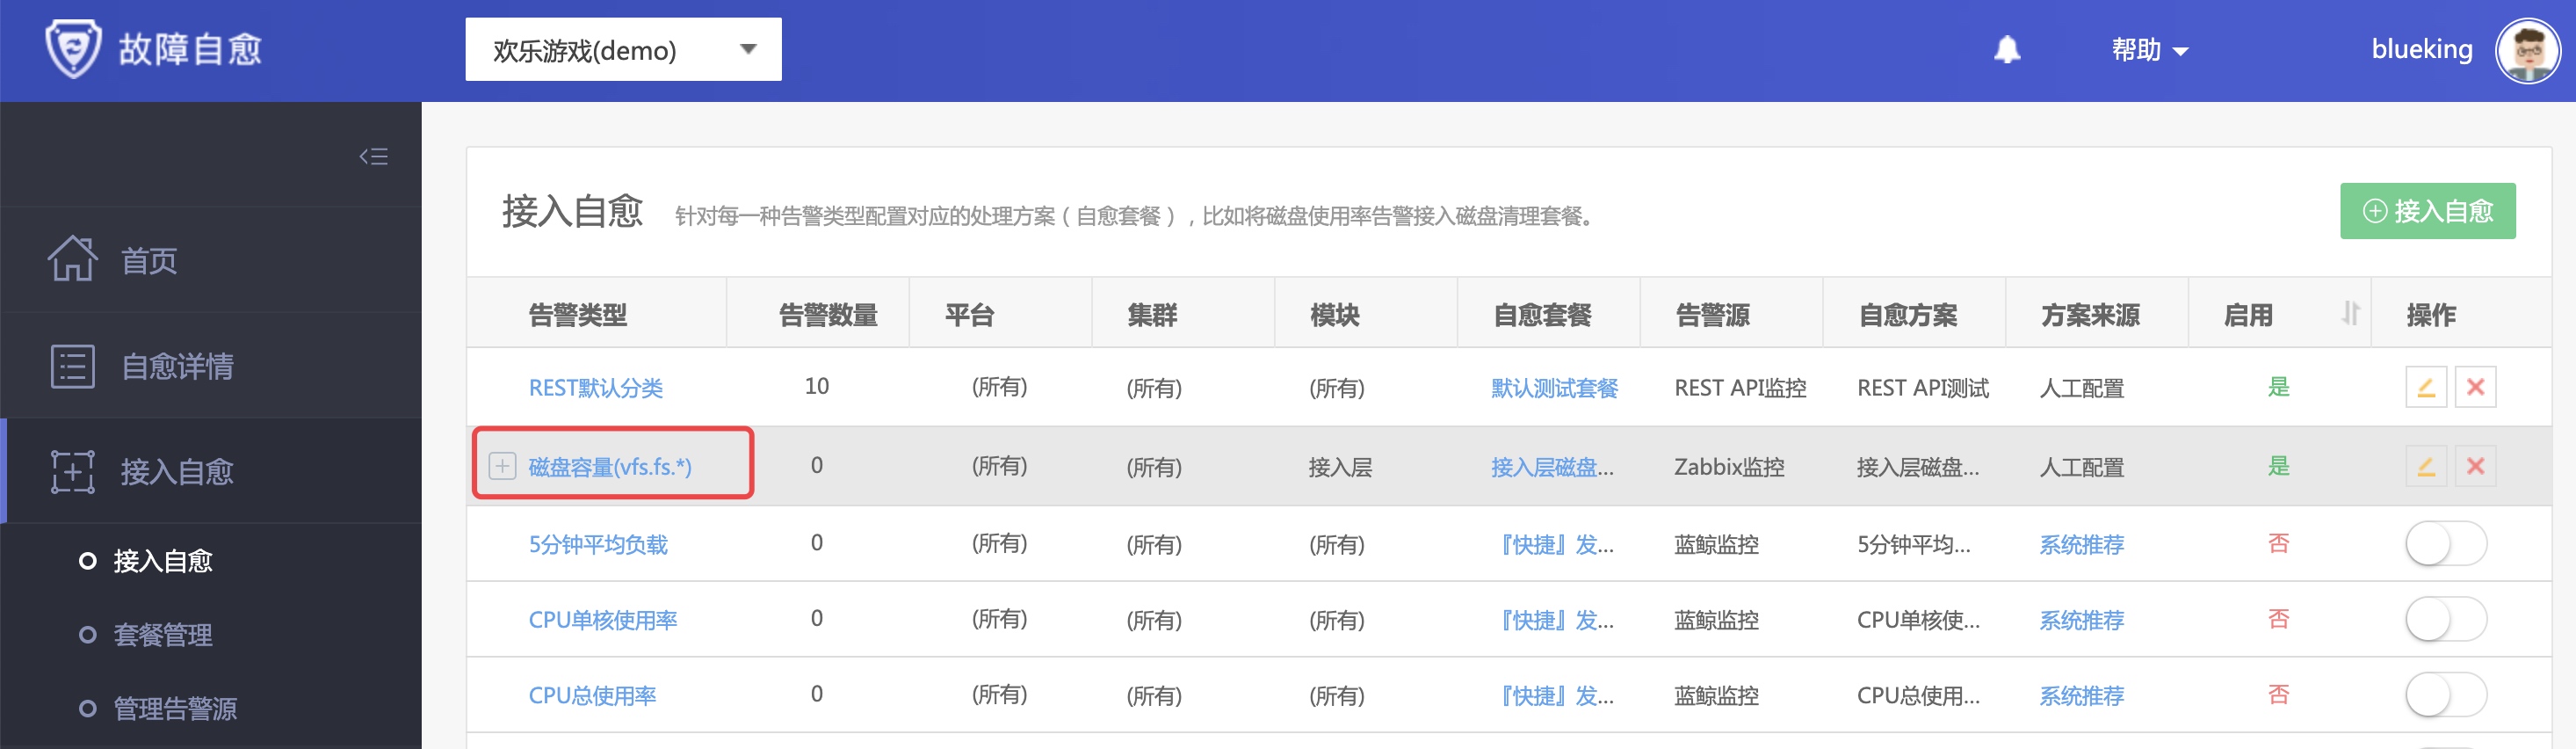 故障自愈 欢乐游戏(demo) 帮助 blueking
接入自愈 针对每一种告警类型配置对应的处理方案（自愈套餐），比如将磁盘使用率告警接入磁盘清理套餐。 接入自愈
首页
自愈详情
接入自愈
接入自愈
套餐管理
管理告警源
告警类型 告警数量 平台 集群 模块 自愈套餐 告警源 自愈方案 方案来源 启用 操作
REST默认分类 10 (所有) (所有) (所有) 默认测试套餐 REST API监控 REST API测试 人工配置 是
磁盘容量(vfs.fs.*) 0 (所有) (所有) 接入层 接入层磁盘... Zabbix监控 接入层磁盘... 人工配置 是
5分钟平均负载 0 (所有) (所有) (所有) 『快捷』发... 蓝鲸监控 5分钟平均... 系统推荐 否
CPU单核使用率 0 (所有) (所有) (所有) 『快捷』发... 蓝鲸监控 CPU单核使... 系统推荐 否
CPU总使用率 0 (所有) (所有) (所有) 『快捷』发... 蓝鲸监控 CPU总使用... 系统推荐 否